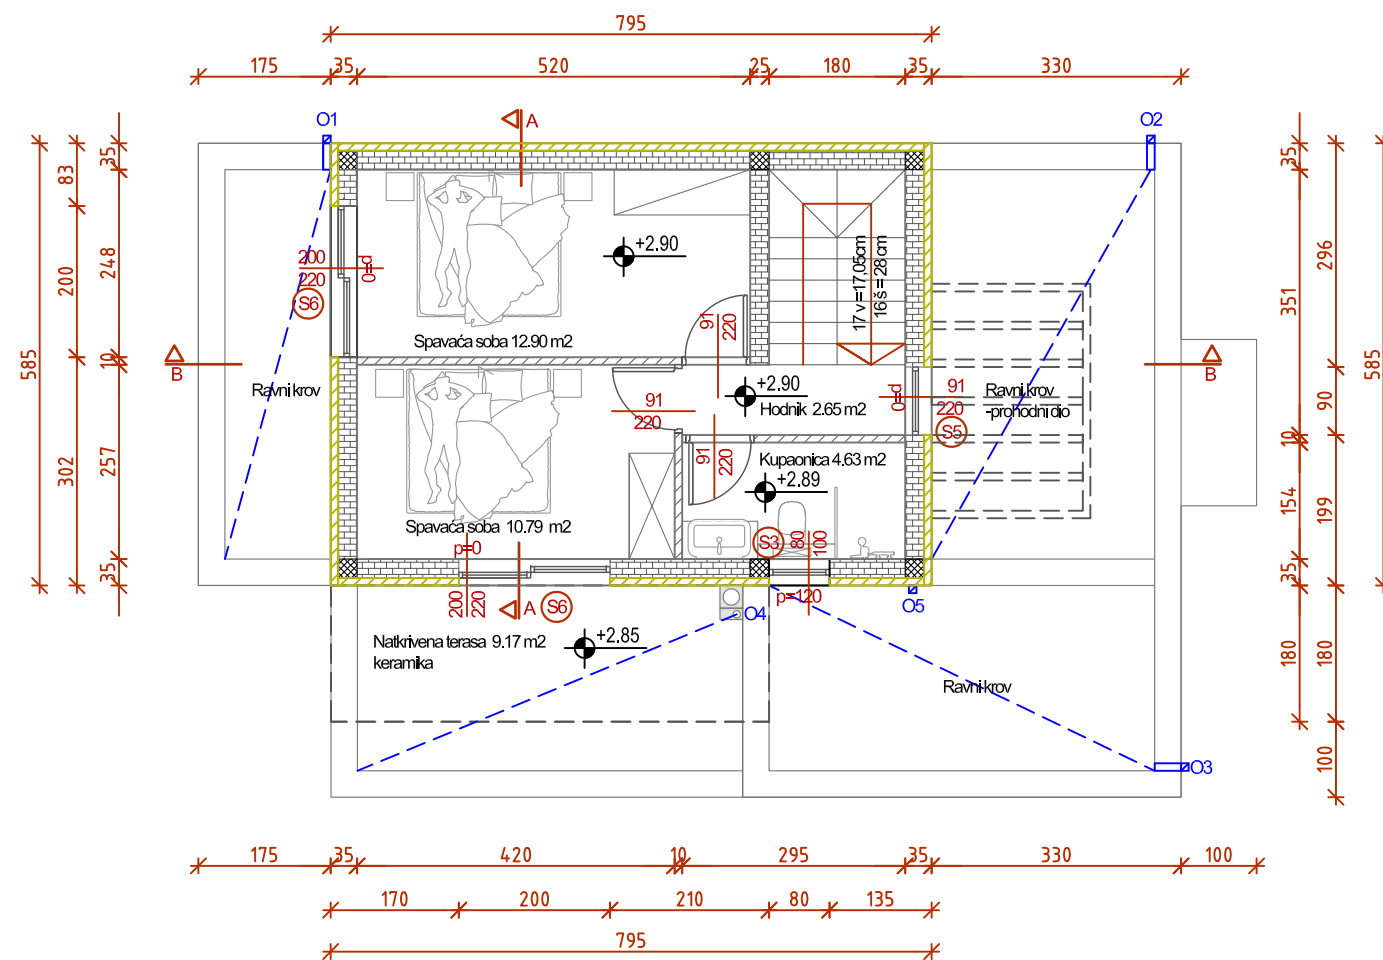 795
175
35
520
25
180
35
330
O1
A
O2
585
83
200
10
302
35
248
257
35
200
220
S6
p=0
+2.90
Spavaća soba 12.90 m2
91
220
17 v =17,05cm
16 š = 28 cm
B
Ravni krov
91
220
+2.90
Hodnik 2.65 m2
p=0
91
220
S5
Ravni krov
-prohodni dio
B
91
220
Kupaonica 4.63 m2
+2.89
Spavaća soba 10.79 m2
p=0
S3
80
100
200
220
A
S6
p=120
O4
O5
Natkrivena terasa 9.17 m2
keramika
+2.85
Ravni krov
O3
35
351
10
154
35
180
296
90
199
180
100
585
175
35
420
10
295
35
330
100
170
200
210
80
135
795